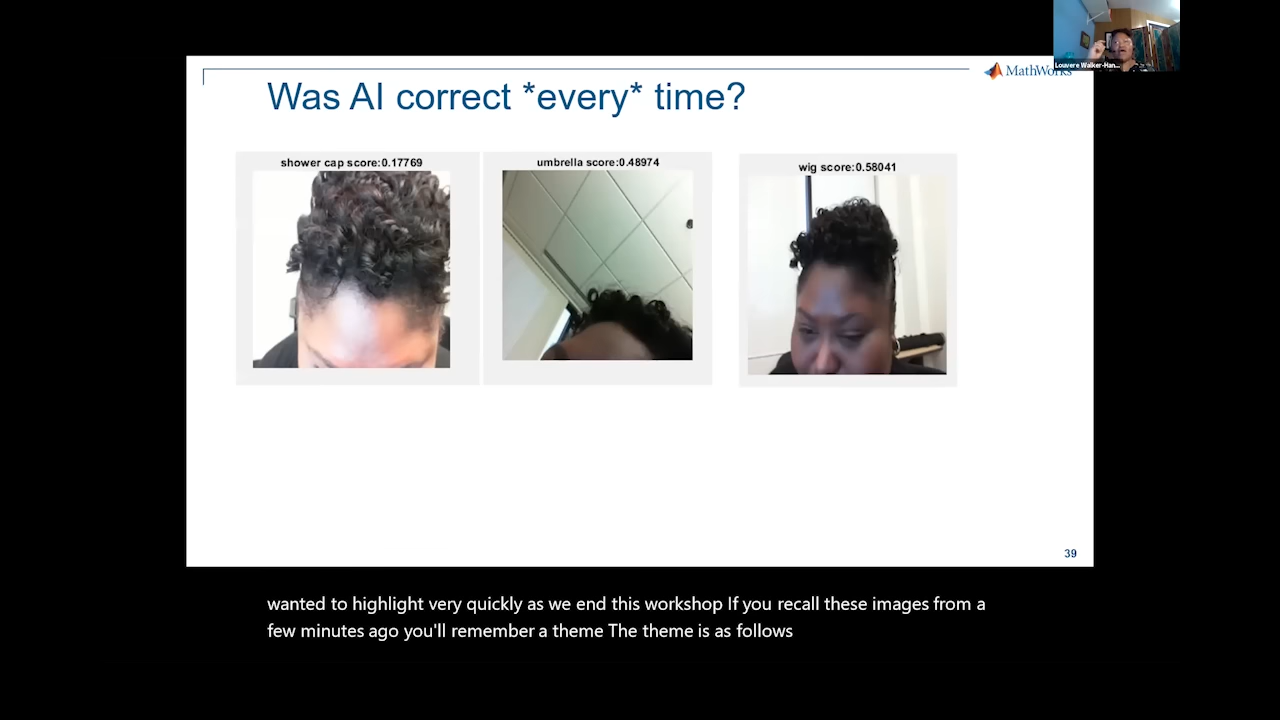 Louvere Walker-Han...
MathWorks
Was AI correct *every* time?
shower cap score:0.17769
umbrella score:0.48974
wig score:0.58041
39
wanted to highlight very quickly as we end this workshop If you recall these images from a
few minutes ago you'll remember a theme The theme is as follows